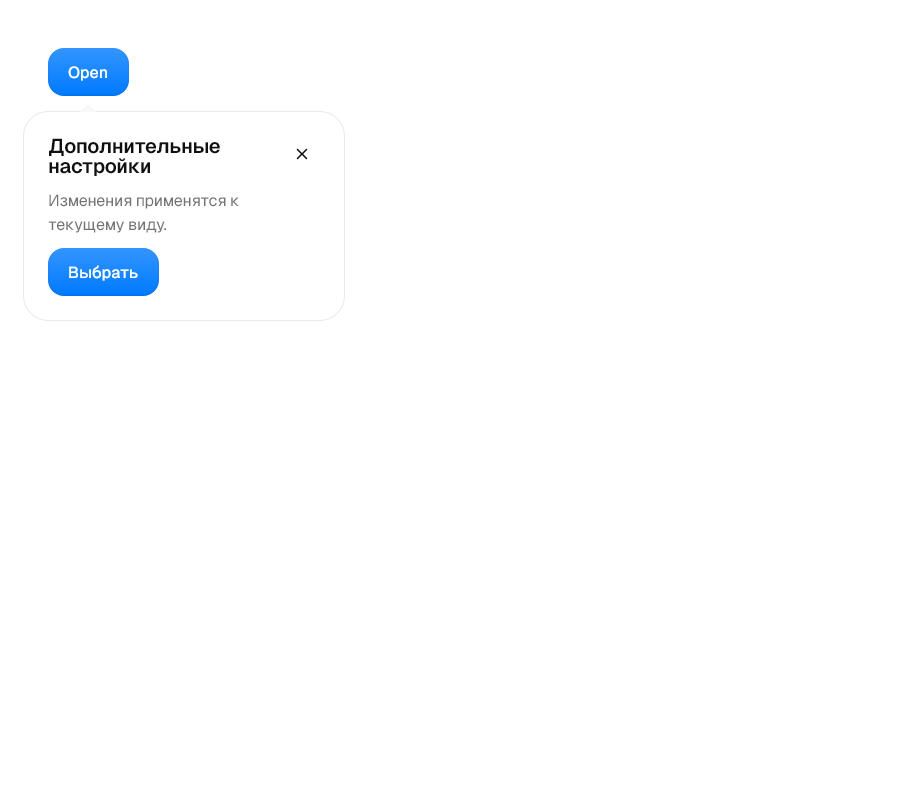 Open
Дополнительные
настройки
Изменения применятся к
текущему виду.
Выбрать